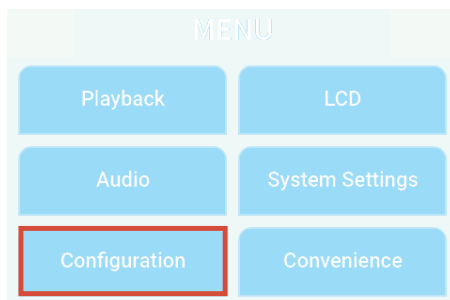 MENU
Playback
LCD
Audio
System Settings
Configuration
Convenience